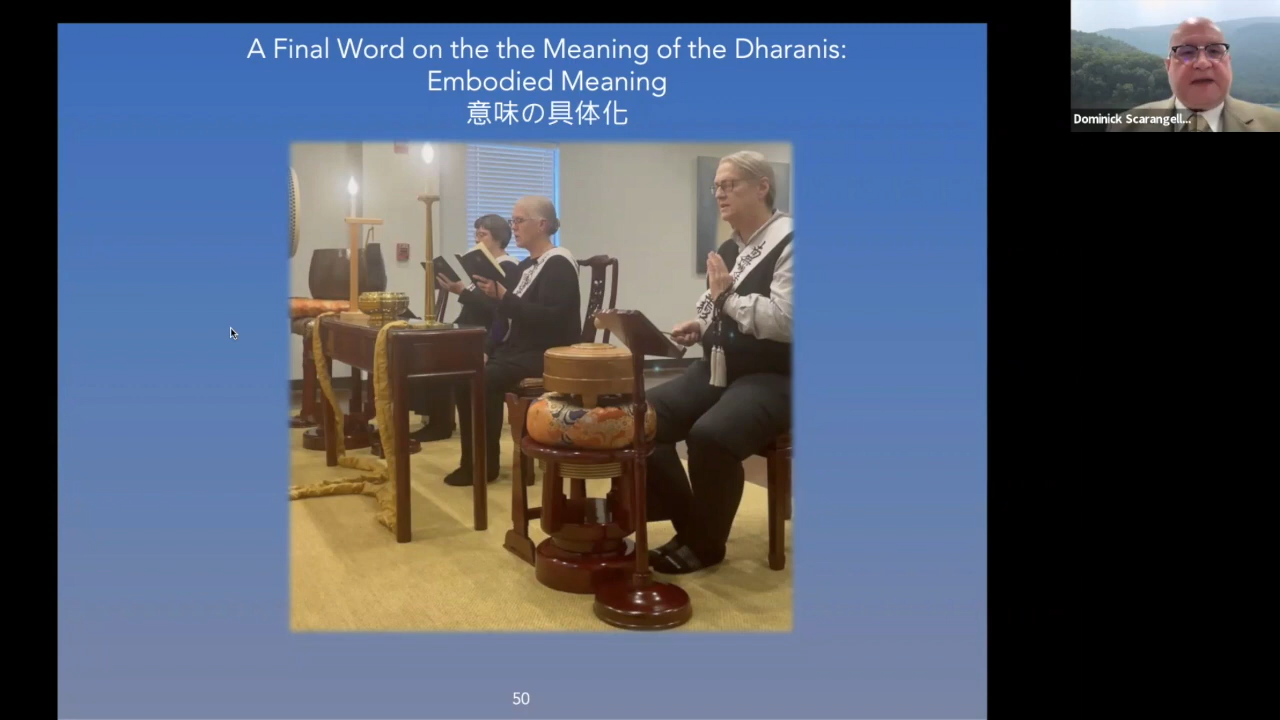 A Final Word on the the Meaning of the Dharanis:
Embodied Meaning
意味の具体化
Dominick Scarangell...
50